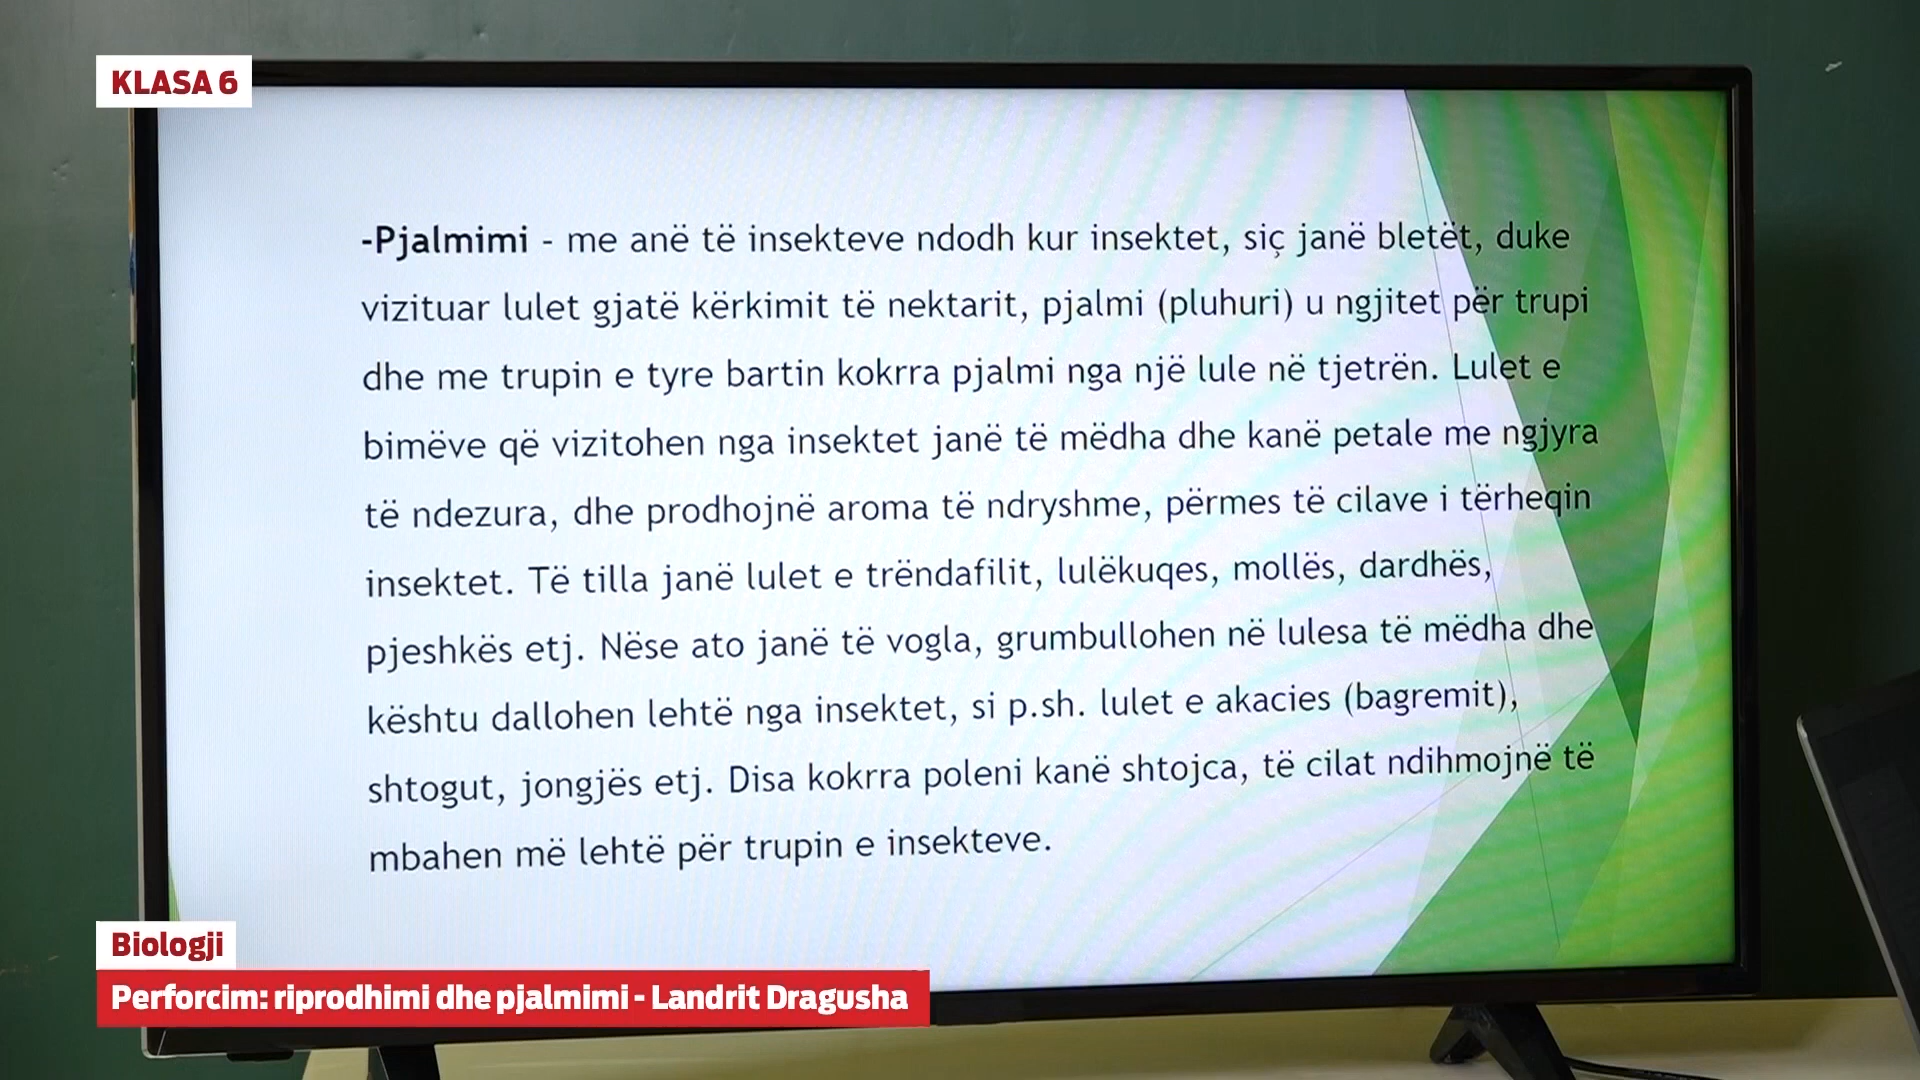 KLASA 6
-Pjalmimi - me anë të insekteve ndodh kur insektet, siç janë bletët, duke
vizituar lulet gjatë kërkimit të nektarit, pjalmi (pluhuri) u ngjitet për trupi
dhe me trupin e tyre bartin kokrra pjalmi nga një lule në tjetrën. Lulet e
bimëve që vizitohen nga insektet janë të mëdha dhe kanë petale me ngjyra
të ndezura, dhe prodhojnë aroma të ndryshme, përmes të cilave i tërheqin
insektet. Të tilla janë lulet e trëndafilit, lulëkuqes, mollës, dardhës,
pjeshkës etj. Nëse ato janë të vogla, grumbullohen në lulesa të mëdha dhe
kështu dallohen lehtë nga insektet, si p.sh. lulet e akacies (bagremit),
shtogut, jongjës etj. Disa kokrra poleni kanë shtojca, të cilat ndihmojnë të
mbahen më lehtë për trupin e insekteve.
Biologji
Perforcim: riprodhimi dhe pjalmimi - Landrit Dragusha